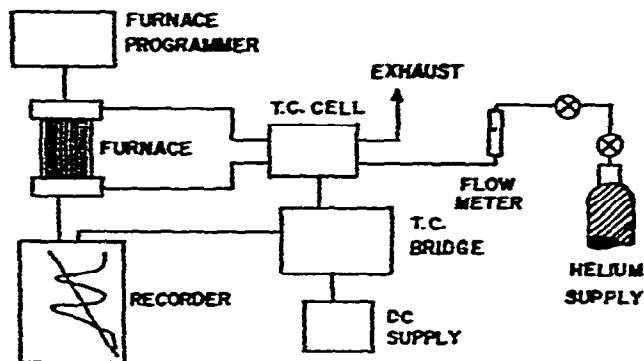 FURNACE
PROGRAMMER
EXHAUST
T.C. CELL
FURNACE
FLOW
METER
T.C.
BRIDGE
HELIUM
SUPPLY
RECORDER
DC
SUPPLY